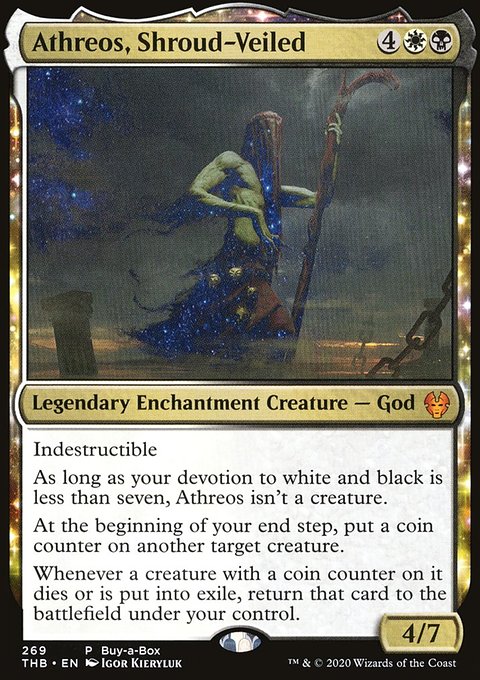 Athreos, Shroud-Veiled 4
Legendary Enchantment Creature — God
Indestructible
As long as your devotion to white and black is
less than seven, Athreos isn't a creature.
At the beginning of your end step, put a coin
counter on another target creature.
Whenever a creature with a coin counter on it
dies or is put into exile, return that card to the
battlefield under your control.
4/7
269 P Buy-a-Box
THB • EN Igor Kieryluk
™ & © 2020 Wizards of the Coast